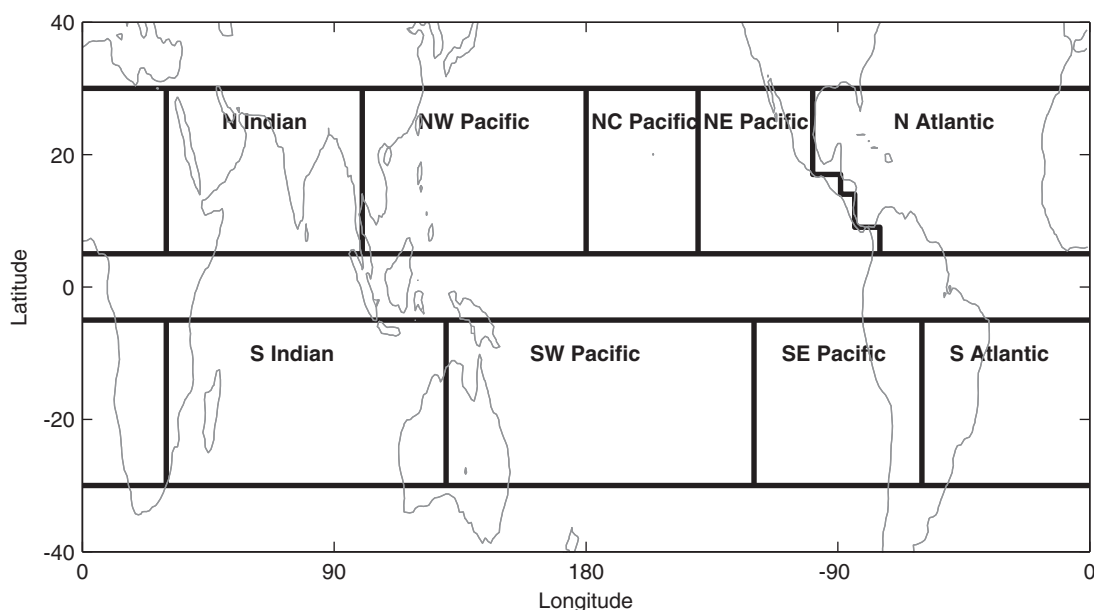 40
N Indian NW Pacific NC Pacific NE Pacific N Atlantic
20
Latitude
0
S Indian SW Pacific SE Pacific S Atlantic
-20
-40
0 90 180 -90 0
Longitude